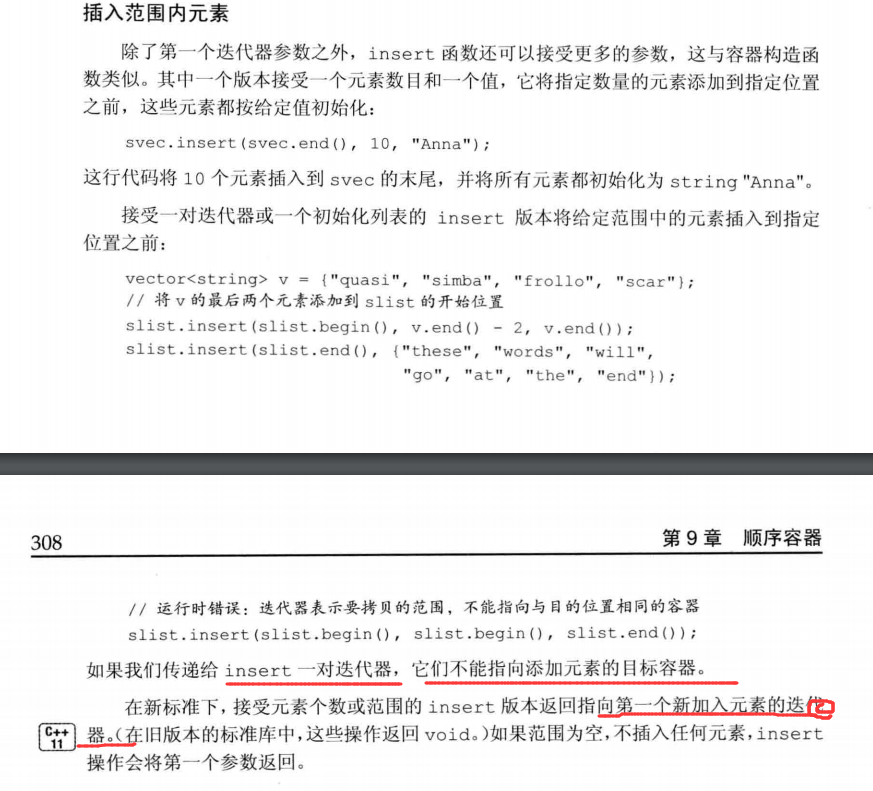 插入范围内元素
除了第一个迭代器参数之外，insert 函数还可以接受更多的参数，这与容器构造函
数类似。其中一个版本接受一个元素数目和一个值，它将指定数量的元素添加到指定位置
之前，这些元素都按给定值初始化：
svec.insert(svec.end(), 10, "Anna");
这行代码将 10 个元素插入到 svec 的末尾，并将所有元素都初始化为 string "Anna"。
接受一对迭代器或一个初始化列表的 insert 版本将给定范围中的元素插入到指定
位置之前：
vector<string> v = {"quasi", "simba", "frollo", "scar"};
// 将 v 的最后两个元素添加到 slist 的开始位置
slist.insert(slist.begin(), v.end() - 2, v.end());
slist.insert(slist.end(), {"these", "words", "will",
"go", "at", "the", "end"});
308 第 9 章 顺序容器
// 运行时错误：迭代器表示要拷贝的范围，不能指向与目的位置相同的容器
slist.insert(slist.begin(), slist.begin(), slist.end());
如果我们传递给 insert 一对迭代器，它们不能指向添加元素的目标容器。
在新标准下，接受元素个数或范围的 insert 版本返回指向第一个新加入元素的迭代
C++
11
器。（在旧版本的标准库中，这些操作返回 void。）如果范围为空，不插入任何元素，insert
操作会将第一个参数返回。